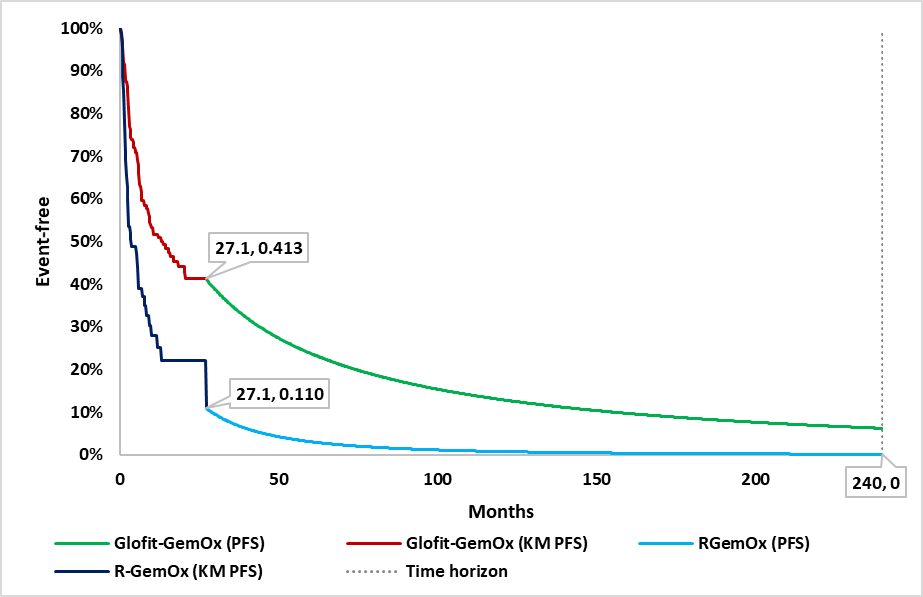 100%
90%
80%
70%
60%
50%
40%
30%
20%
10%
0%
Event-free
27.1, 0.413
27.1, 0.110
240, 0
0
50
100
150
200
Months
Glofit-GemOx (PFS)
Glofit-GemOx (KM PFS)
RGemOx (PFS)
R-GemOx (KM PFS)
Time horizon